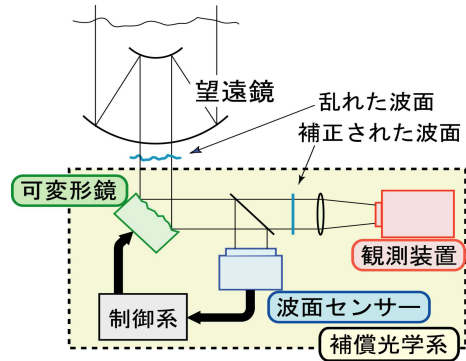 望遠鏡
乱れた波面
補正された波面
可変形鏡
観測装置
波面センサー
制御系
補償光学系